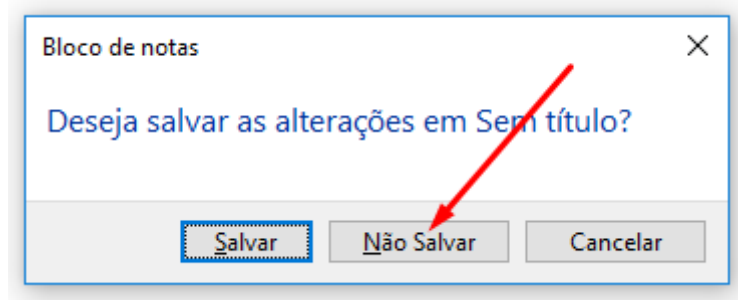 Bloco de notas
Deseja salvar as alterações em Sem título?
Salvar Não Salvar Cancelar